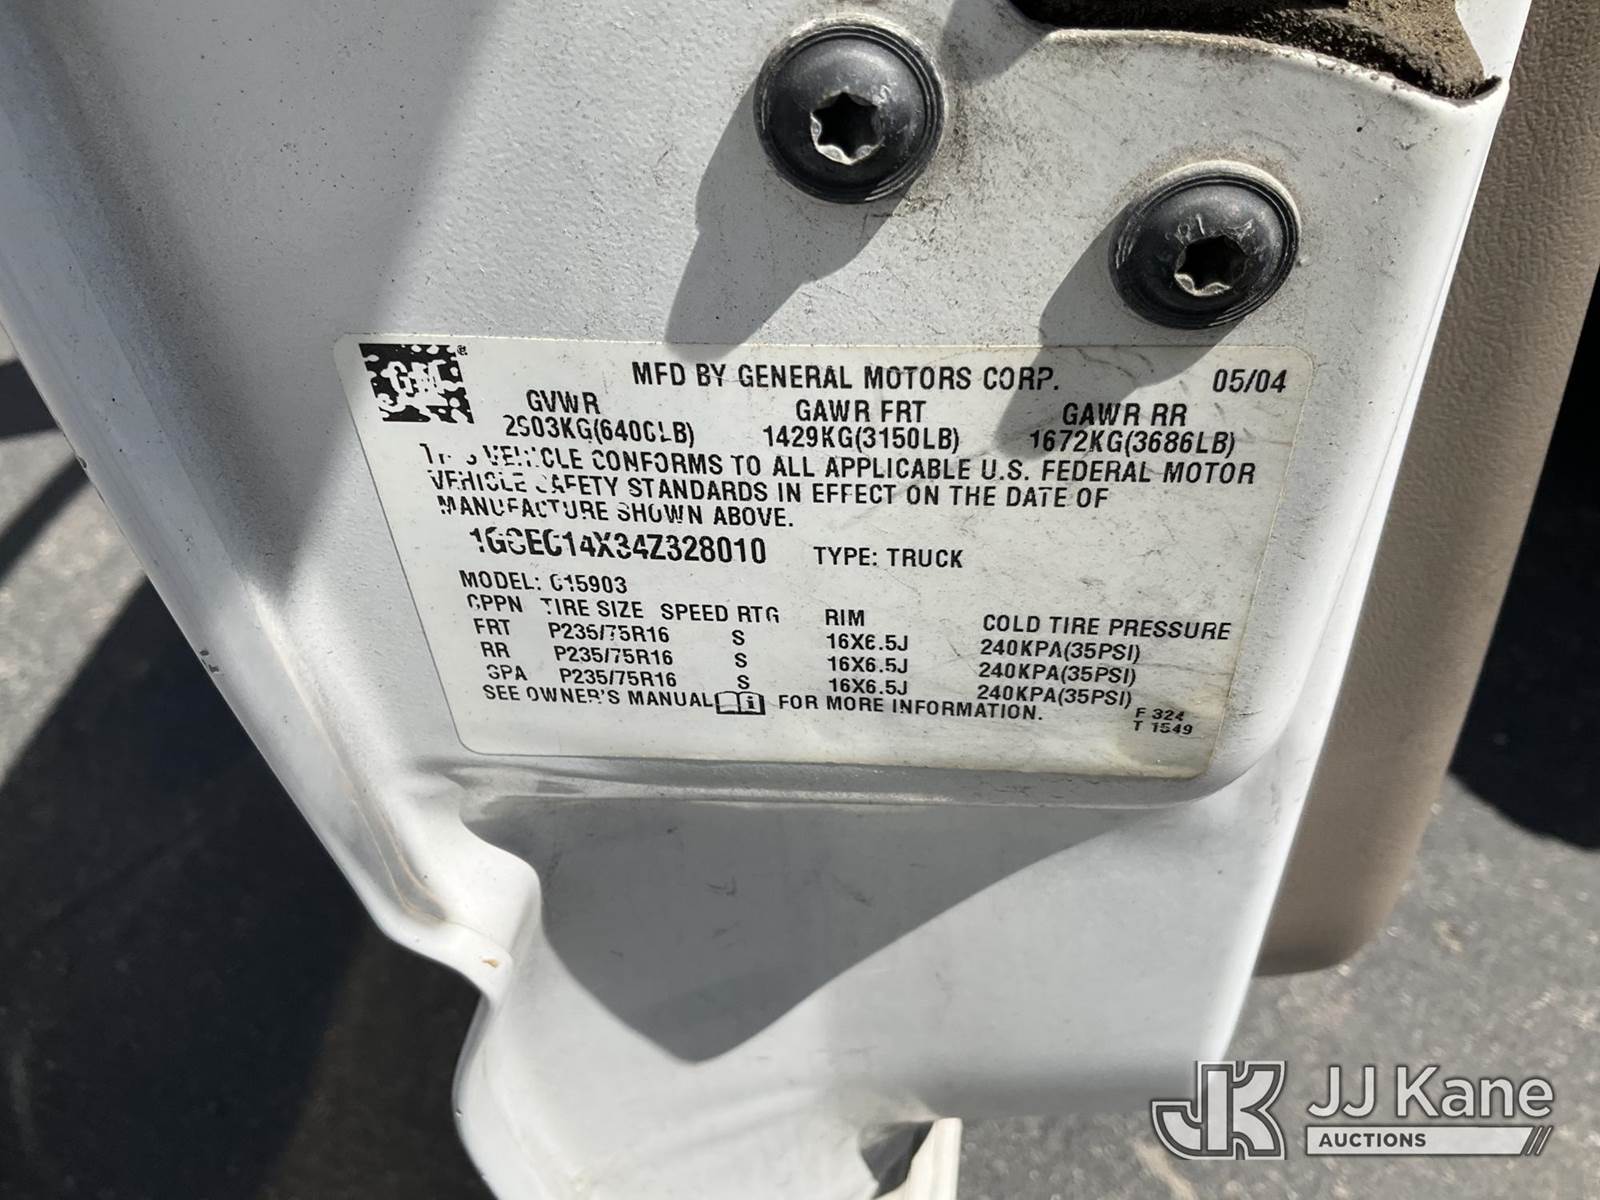 GM
MFD BY GENERAL MOTORS CORP. 05/04
GVWR GAWR FRT GAWR RR
2903KG(6400LB) 1429KG(3150LB) 1672KG(3686LB)
THIS VEHICLE CONFORMS TO ALL APPLICABLE U.S. FEDERAL MOTOR
VEHICLE SAFETY STANDARDS IN EFFECT ON THE DATE OF
MANUFACTURE SHOWN ABOVE.
1GCEC14X34Z328010 TYPE: TRUCK
MODEL: C15903
TIRE SIZE SPEED RTG RIM COLD TIRE PRESSURE
FRT P235/75R16 S 16X6.5J 240KPA(35PSI)
RR P235/75R16 S 16X6.5J 240KPA(35PSI)
SPA P235/75R16 S 16X6.5J 240KPA(35PSI)
SEE OWNER'S MANUAL FOR MORE INFORMATION.
F 324
T 1549
JK JJ Kane
AUCTIONS